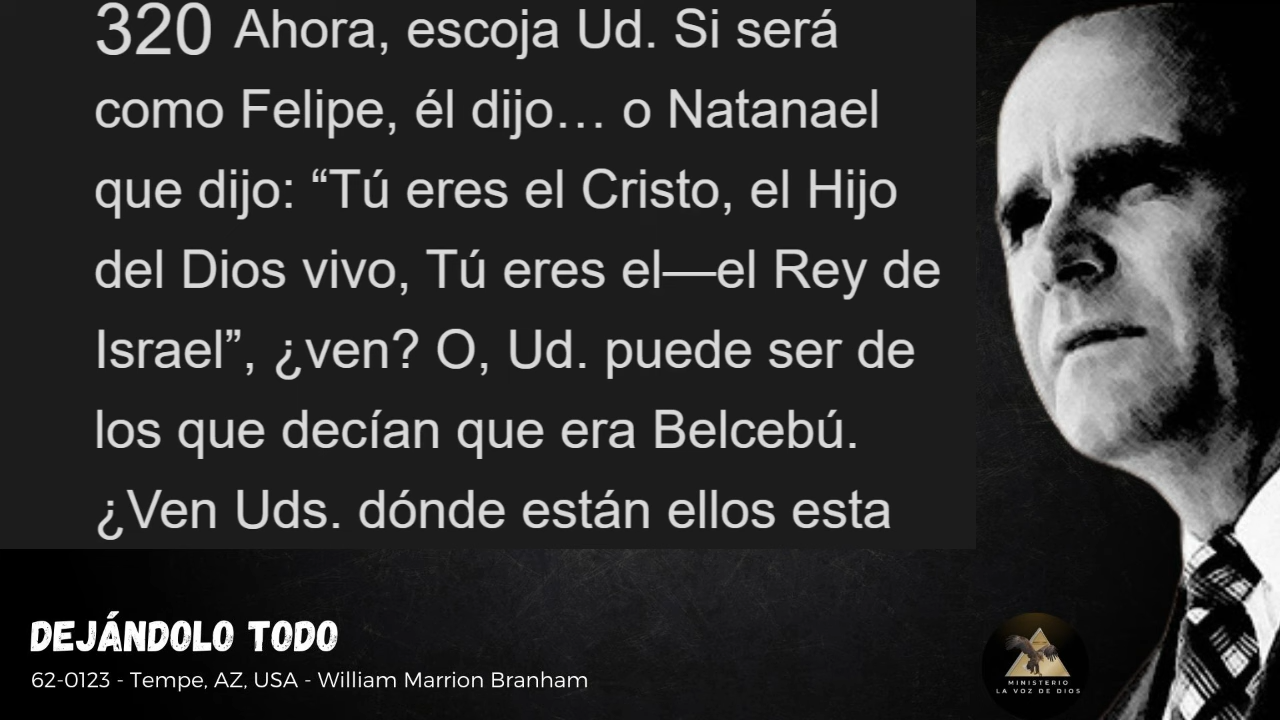 320 Ahora, escoja Ud. Si será
como Felipe, él dijo… o Natanael
que dijo: “Tú eres el Cristo, el Hijo
del Dios vivo, Tú eres el—el Rey de
Israel”, ¿ven? O, Ud. puede ser de
los que decían que era Belcebú.
¿Ven Uds. dónde están ellos esta
DEJÁNDOLO TODO
62-0123 - Tempe, AZ, USA - William Marrion Branham
MINISTERIO
LA VOZ DE DIOS